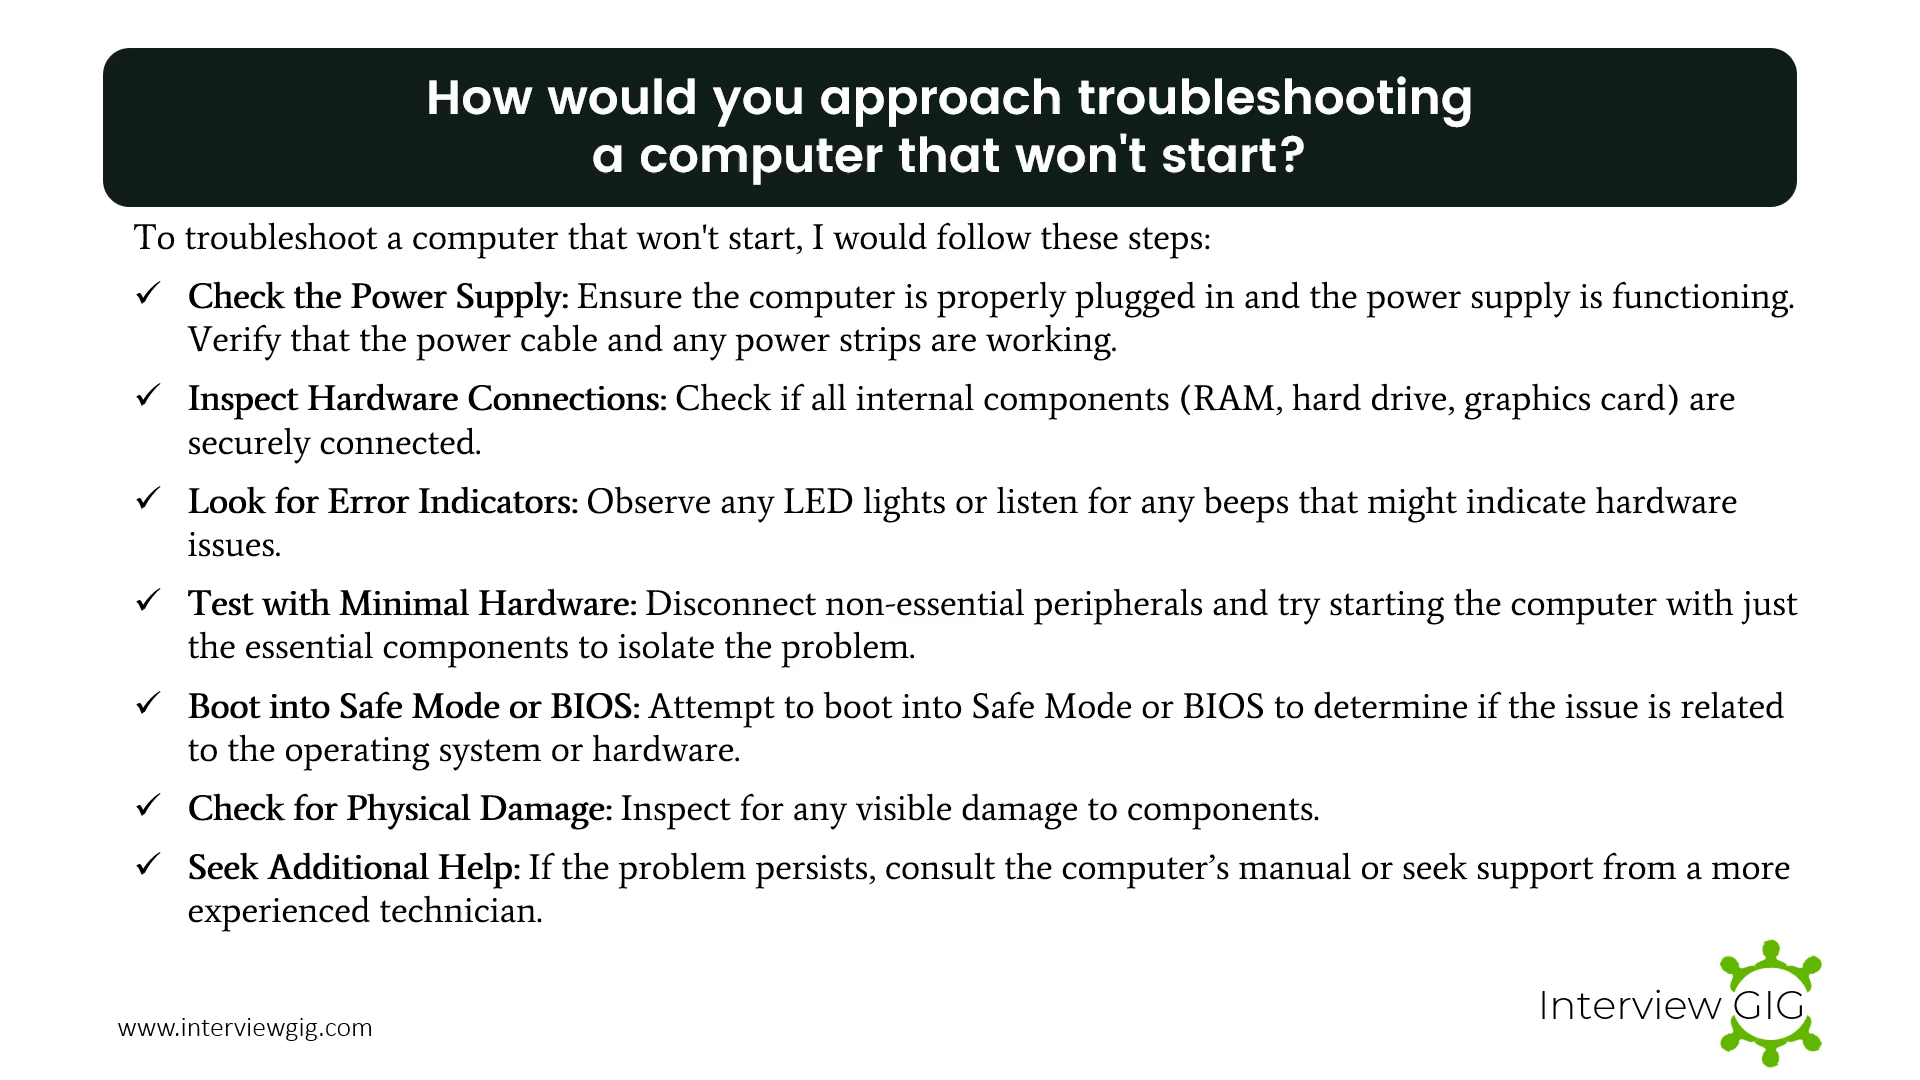 How would you approach troubleshooting
a computer that won't start?
To troubleshoot a computer that won't start, I would follow these steps:
✓ Check the Power Supply: Ensure the computer is properly plugged in and the power supply is functioning.
Verify that the power cable and any power strips are working.
✓ Inspect Hardware Connections: Check if all internal components (RAM, hard drive, graphics card) are
securely connected.
✓ Look for Error Indicators: Observe any LED lights or listen for any beeps that might indicate hardware
issues.
✓ Test with Minimal Hardware: Disconnect non-essential peripherals and try starting the computer with just
the essential components to isolate the problem.
✓ Boot into Safe Mode or BIOS: Attempt to boot into Safe Mode or BIOS to determine if the issue is related
to the operating system or hardware.
✓ Check for Physical Damage: Inspect for any visible damage to components.
✓ Seek Additional Help: If the problem persists, consult the computer’s manual or seek support from a more
experienced technician.
Interview GIG
www.interviewgig.com